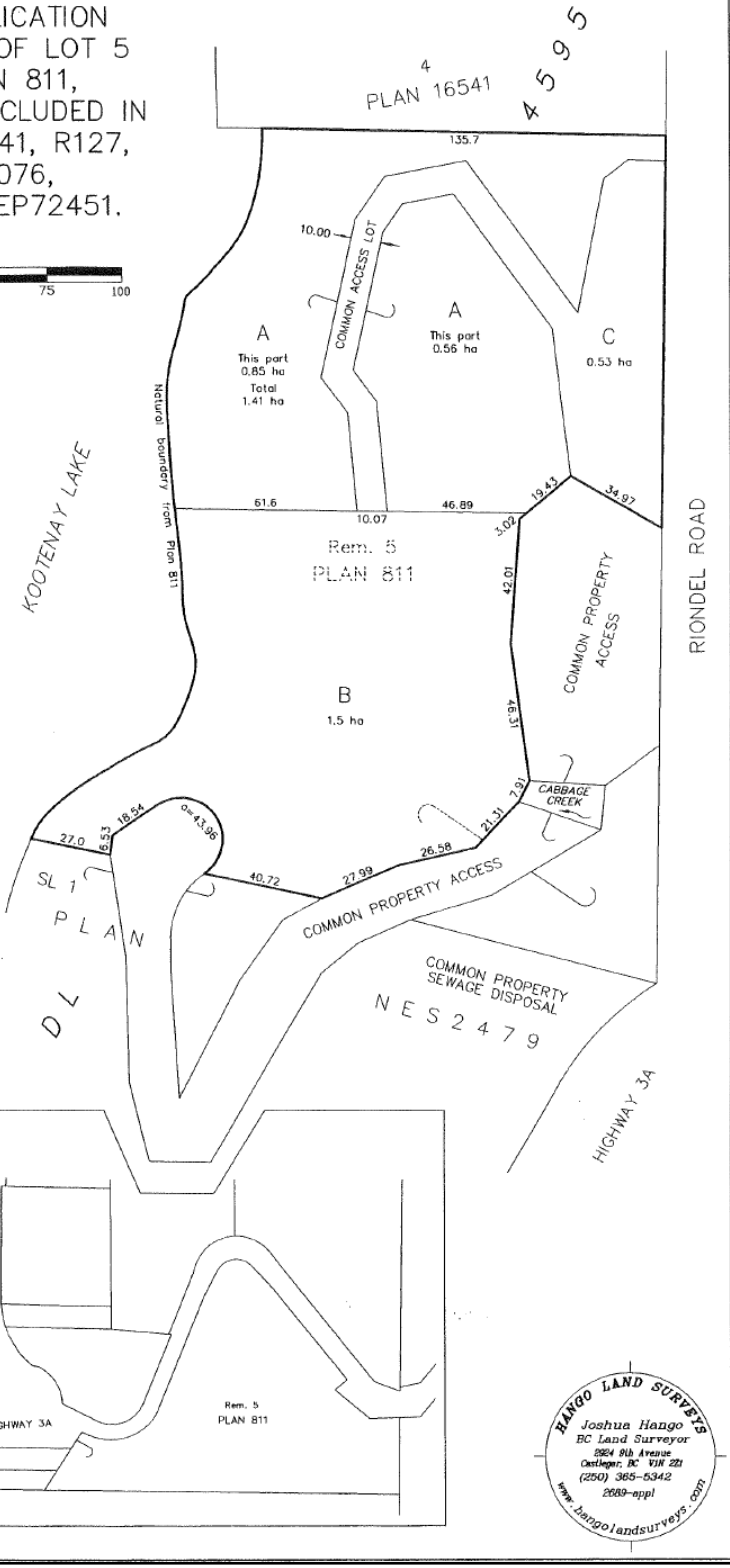 LICATION
OF LOT 5
N 811,
CLUDED IN
41, R127,
076,
EP72451.
75 100
4
PLAN 16541
4595
135.7
10.00
COMMON ACCESS LOT
A
This part
0.85 ha
Total
1.41 ha
A
This part
0.56 ha
C
0.53 ha
Natural boundary from Plan 811
KOOTENAY LAKE
61.6
10.07
46.89
3.02
19.43
34.97
Rem. 5
PLAN 811
42.01
COMMON PROPERTY
ACCESS
RIONDEL ROAD
B
1.5 ha
46.31
7.91
CABBAGE
CREEK
21.31
26.58
27.99
40.72
a=43.96
18.54
6.53
27.0
SL 1
PLAN
DL
COMMON PROPERTY ACCESS
COMMON PROPERTY
SEWAGE DISPOSAL
NES2479
HIGHWAY 3A
GHWAY 3A
Rem. 5
PLAN 811
HANGO LAND SURVEYS
Joshua Hango
BC Land Surveyor
2924 9th Avenue
Castlegar, BC V1N 2Z1
(250) 365-5342
2689-appl
www.hangolandsurveys.com